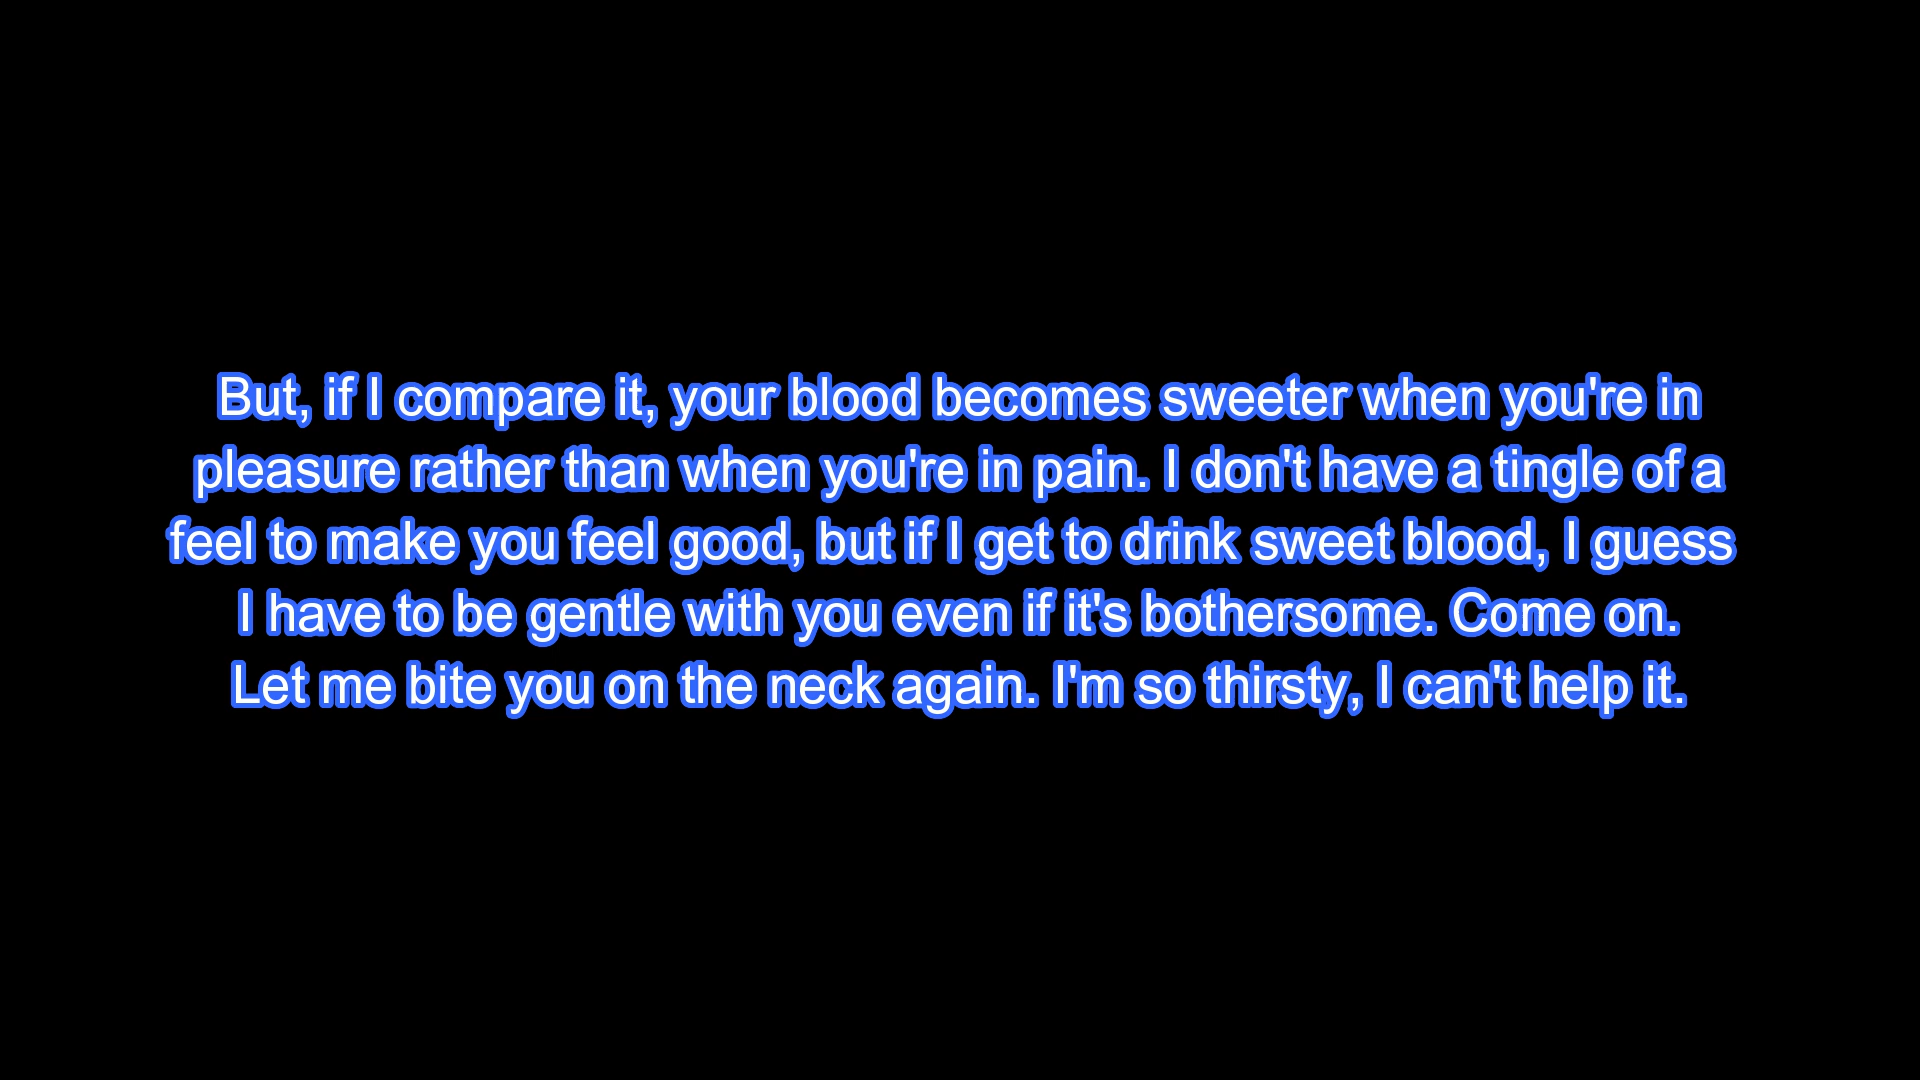 But, if I compare it, your blood becomes sweeter when you're in
pleasure rather than when you're in pain. I don't have a tingle of a
feel to make you feel good, but if I get to drink sweet blood, I guess
I have to be gentle with you even if it's bothersome. Come on.
Let me bite you on the neck again. I'm so thirsty, I can't help it.